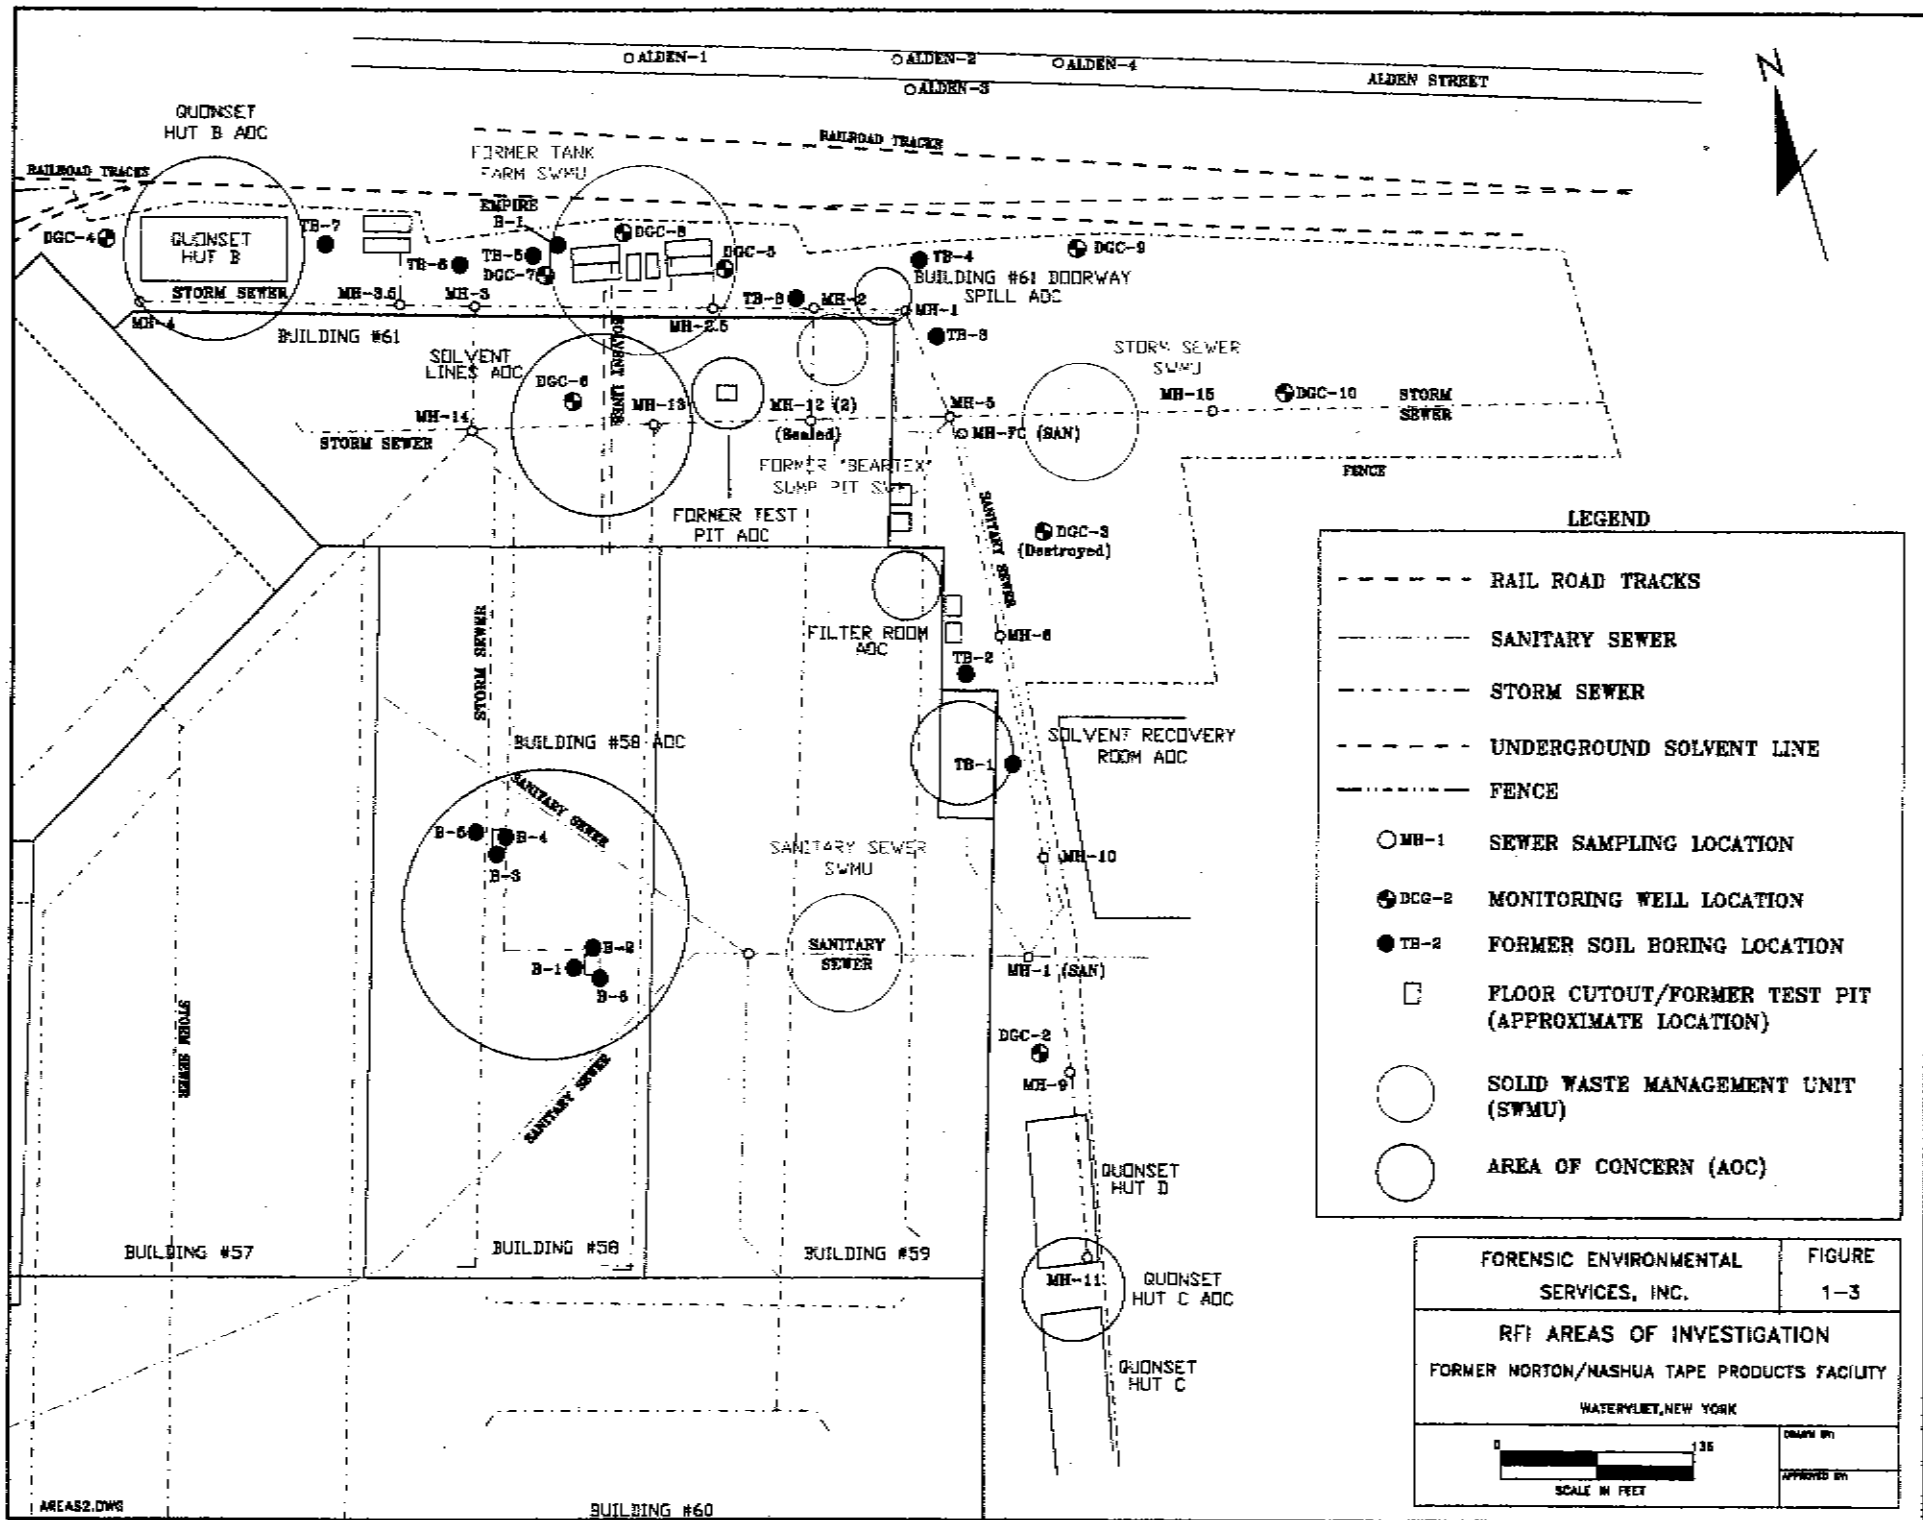 ALDEN-1
ALDEN-2
ALDEN-4
ALDEN-3
ALDEN STREET
N
QUONSET
HUT B AOC
RAILROAD TRACKS
FORMER TANK
FARM SWMU
RAILROAD TRACKS
EMPIRE
B-1
DGC-4
QUONSET
HUT B
TB-7
TB-6
TB-5
DGC-7
DGC-8
DGC-5
TB-4
DGC-9
BUILDING #61 DOORWAY
SPILL AOC
STORM SEWER
MH-4
MH-3.5
MH-3
MH-2.5
MH-2
MH-1
BUILDING #61
SOLVENT
LINES AOC
SOLVENT LINES
DGC-6
STORM SEWER
SWMU
MH-14
MH-13
MH-12 (2)
(Sealed)
MH-5
MH-7C (SAN)
MH-15
DGC-10
STORM
SEWER
STORM SEWER
FORMER "BEARTEX"
SUMP PIT SWMU
FENCE
FORMER TEST
PIT AOC
SANITARY SEWER
DGC-3
(Destroyed)
FILTER ROOM
AOC
MH-6
TB-2
STORM SEWER
BUILDING #58 AOC
SOLVENT RECOVERY
ROOM AOC
TB-1
SANITARY SEWER
B-5
B-4
B-3
SANITARY SEWER
SWMU
MH-10
B-2
B-1
B-6
SANITARY
SEWER
MH-1 (SAN)
STORM SEWER
SANITARY SEWER
DGC-2
MH-9
QUONSET
HUT D
BUILDING #57
BUILDING #58
BUILDING #59
MH-11
QUONSET
HUT C AOC
QUONSET
HUT C
AREAS2.DWG
BUILDING #60
LEGEND
RAIL ROAD TRACKS
SANITARY SEWER
STORM SEWER
UNDERGROUND SOLVENT LINE
FENCE
MH-1 SEWER SAMPLING LOCATION
DCG-2 MONITORING WELL LOCATION
TB-2 FORMER SOIL BORING LOCATION
FLOOR CUTOUT/FORMER TEST PIT
(APPROXIMATE LOCATION)
SOLID WASTE MANAGEMENT UNIT
(SWMU)
AREA OF CONCERN (AOC)
FORENSIC ENVIRONMENTAL
SERVICES, INC.
FIGURE
1-3
RFI AREAS OF INVESTIGATION
FORMER NORTON/NASHUA TAPE PRODUCTS FACILITY
WATERVLIET, NEW YORK
0 135
SCALE IN FEET
DRAWN BY:
APPROVED BY: